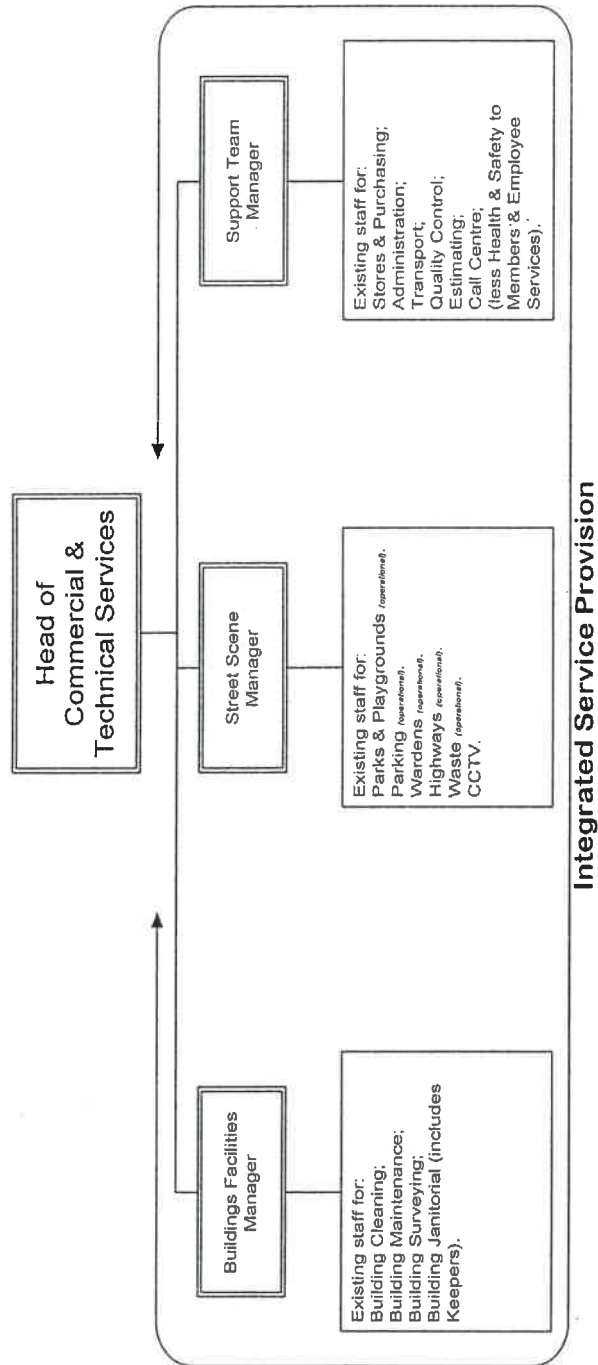 Head of
Commercial &
Technical Services
Buildings Facilities
Manager
Existing staff for:
Building Cleaning;
Building Maintenance;
Building Surveying;
Building Janitorial (includes
Keepers).
Street Scene
Manager
Existing staff for:
Parks & Playgrounds (operational).
Parking (operational).
Wardens (operational).
Highways (operational).
Waste (operational).
CCTV.
Support Team
Manager
Existing staff for:
Stores & Purchasing;
Administration;
Transport;
Quality Control;
Estimating;
Call Centre;
(less Health & Safety to
Members & Employee
Services).
Integrated Service Provision